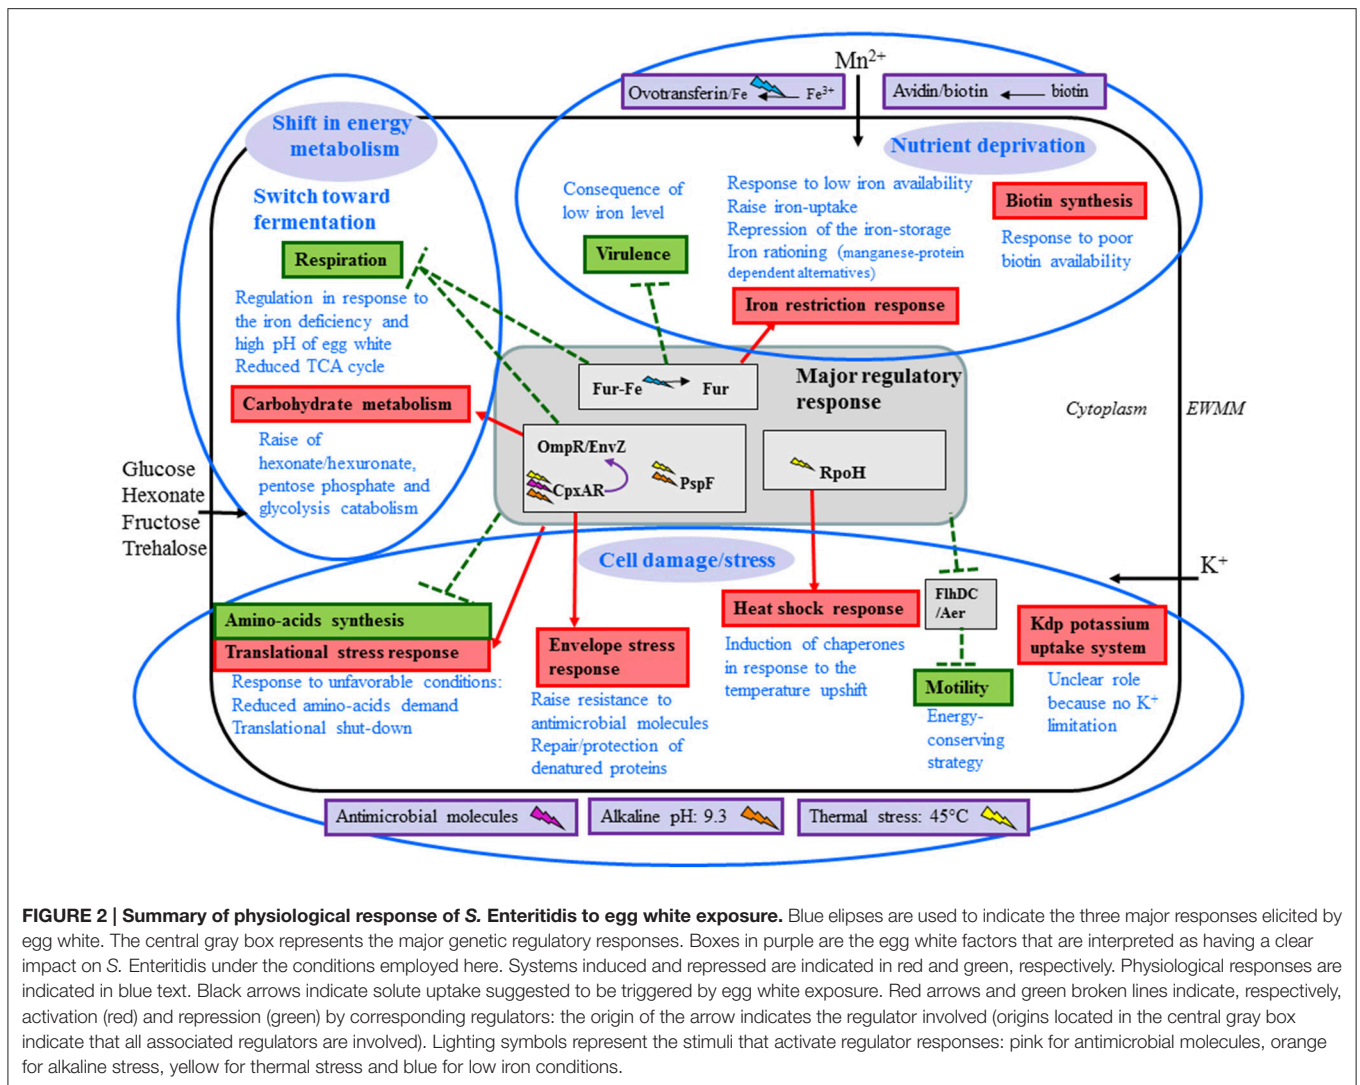 Mn2+
Ovotransferin/Fe Fe3+
Avidin/biotin biotin
Shift in energy
metabolism
Nutrient deprivation
Switch toward
fermentation
Respiration
Regulation in response to
the iron deficiency and
high pH of egg white
Reduced TCA cycle
Carbohydrate metabolism
Raise of
hexonate/hexuronate,
pentose phosphate and
glycolysis catabolism
Glucose
Hexonate
Fructose
Trehalose
Consequence of
low iron level
Virulence
Response to low iron availability
Raise iron-uptake
Repression of the iron-storage
Iron rationing (manganese-protein
dependent alternatives)
Iron restriction response
Biotin synthesis
Response to poor
biotin availability
Major regulatory
response
Fur-Fe Fur
OmpR/EnvZ
CpxAR
PspF
RpoH
Cytoplasm
EWMM
Cell damage/stress
K+
Amino-acids synthesis
Translational stress response
Response to unfavorable conditions:
Reduced amino-acids demand
Translational shut-down
Envelope stress
response
Raise resistance to
antimicrobial molecules
Repair/protection of
denatured proteins
Heat shock response
Induction of chaperones
in response to the
temperature upshift
FlhDC
/Aer
Motility
Energy-
conserving
strategy
Kdp potassium
uptake system
Unclear role
because no K+
limitation
Antimicrobial molecules
Alkaline pH: 9.3
Thermal stress: 45°C
FIGURE 2 | Summary of physiological response of S. Enteritidis to egg white exposure. Blue elipses are used to indicate the three major responses elicited by
egg white. The central gray box represents the major genetic regulatory responses. Boxes in purple are the egg white factors that are interpreted as having a clear
impact on S. Enteritidis under the conditions employed here. Systems induced and repressed are indicated in red and green, respectively. Physiological responses are
indicated in blue text. Black arrows indicate solute uptake suggested to be triggered by egg white exposure. Red arrows and green broken lines indicate, respectively,
activation (red) and repression (green) by corresponding regulators: the origin of the arrow indicates the regulator involved (origins located in the central gray box
indicate that all associated regulators are involved). Lighting symbols represent the stimuli that activate regulator responses: pink for antimicrobial molecules, orange
for alkaline stress, yellow for thermal stress and blue for low iron conditions.